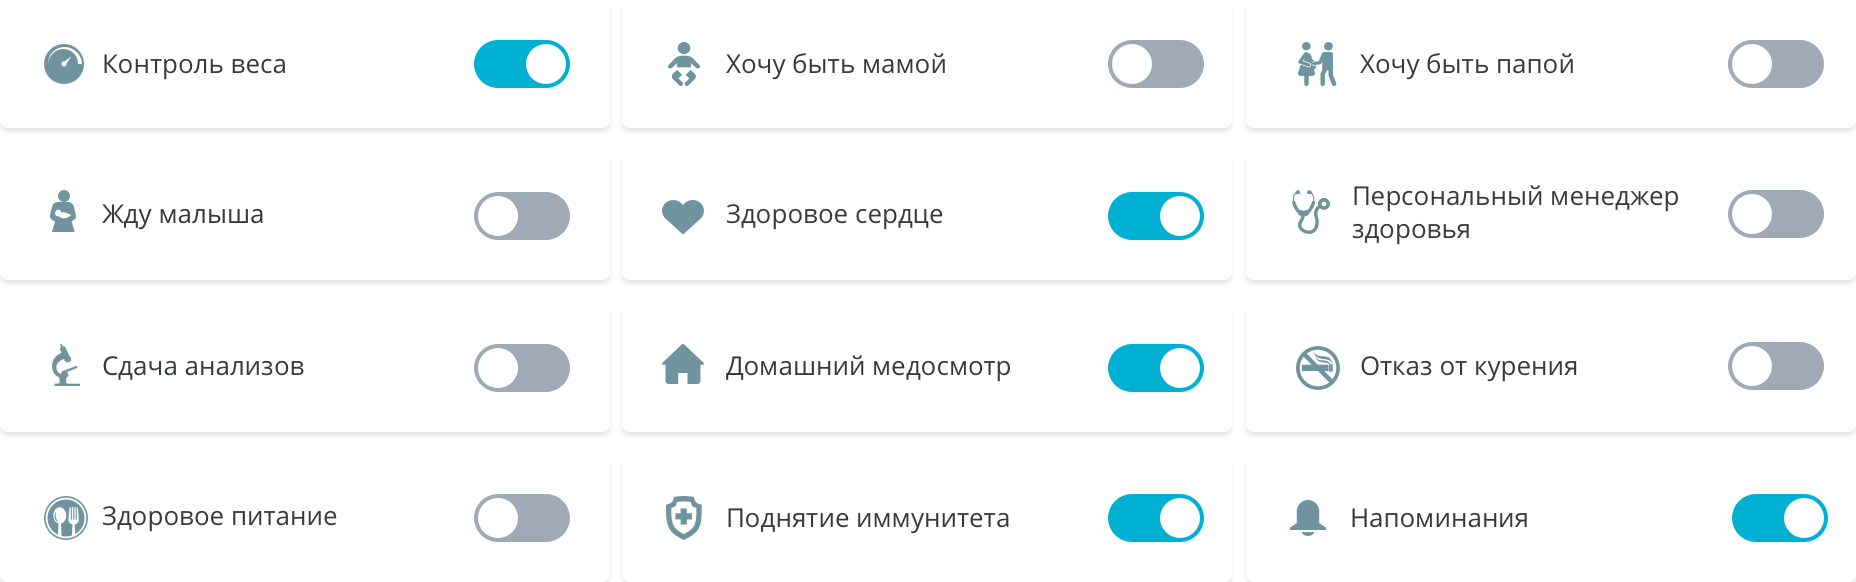 Контроль веса
Хочу быть мамой
Хочу быть папой
Жду малыша
Здоровое сердце
Персональный менеджер
здоровья
Сдача анализов
Домашний медосмотр
Отказ от курения
Здоровое питание
Поднятие иммунитета
Напоминания